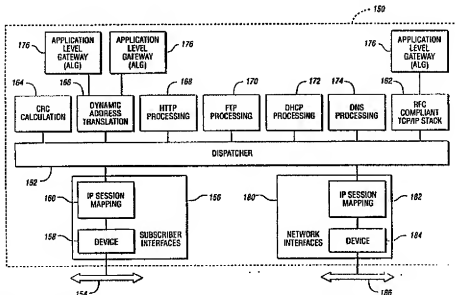 150
176
APPLICATION
LEVEL
GATEWAY
(ALG)
APPLICATION
LEVEL
GATEWAY
(ALG)
176
176
APPLICATION
LEVEL
GATEWAY
(ALG)
164
166
168
170
172
174
162
CRC
CALCULATION
DYNAMIC
ADDRESS
TRANSLATION
HTTP
PROCESSING
FTP
PROCESSING
DHCP
PROCESSING
DNS
PROCESSING
RFC
COMPLIANT
TCP/IP STACK
DISPATCHER
152
160
IP SESSION
MAPPING
156
180
IP SESSION
MAPPING
182
158
DEVICE
SUBSCRIBER
INTERFACES
NETWORK
INTERFACES
DEVICE
184
154
186